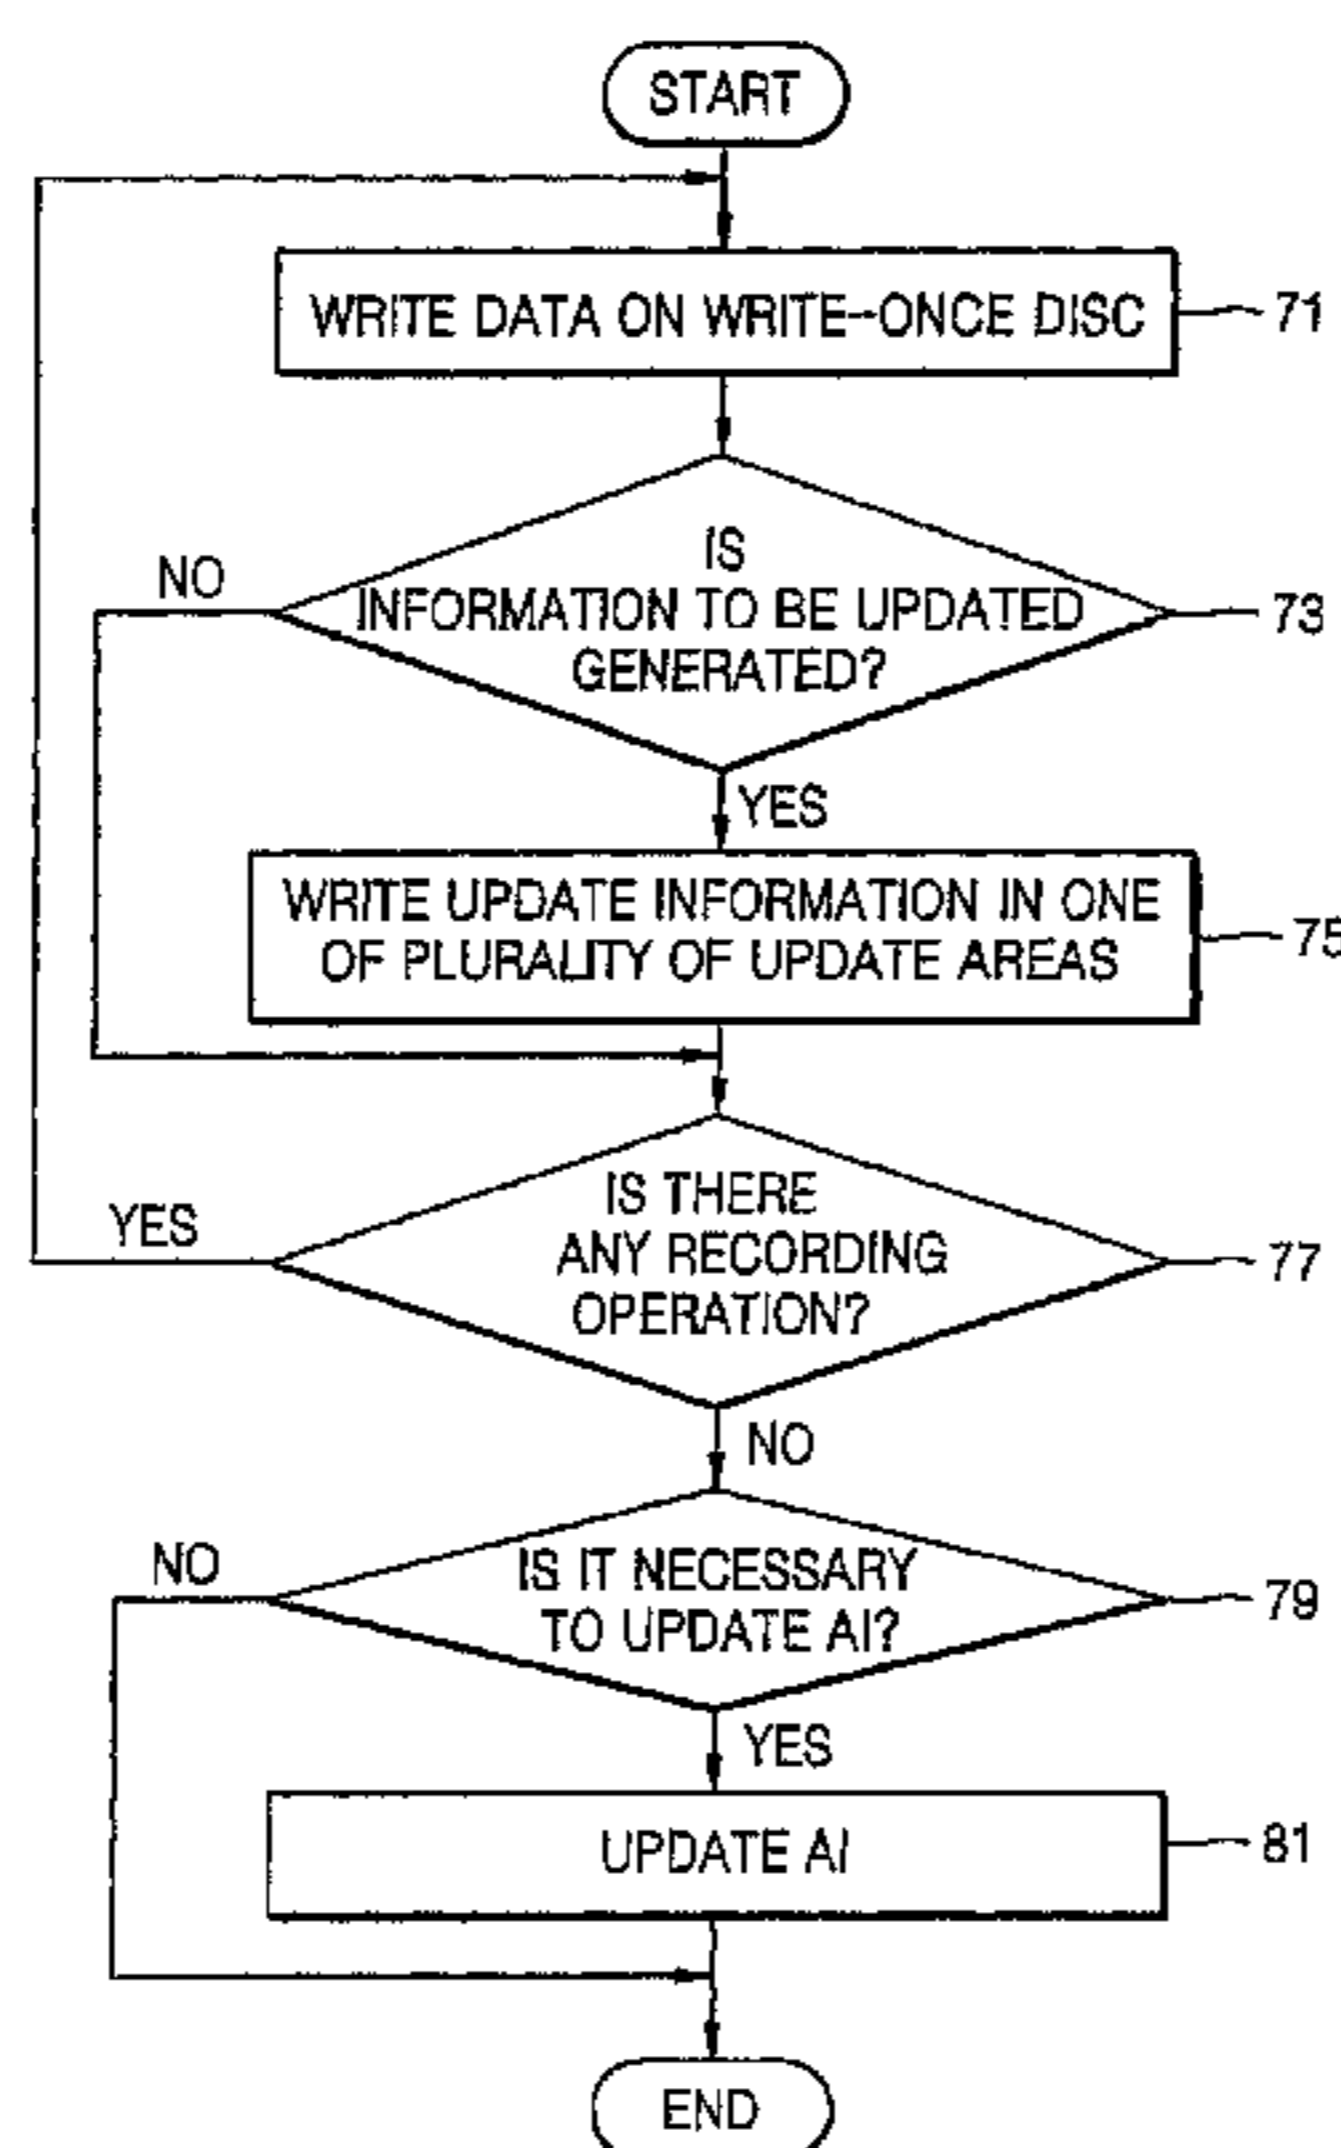 START
WRITE DATA ON WRITE-ONCE DISC
71
IS
NO
INFORMATION TO BE UPDATED
73
GENERATED?
YES
WRITE UPDATE INFORMATION IN ONE
75
OF PLURALITY OF UPDATE AREAS
IS THERE
YES
ANY RECORDING
77
OPERATION?
NO
NO
IS IT NECESSARY
79
TO UPDATE AI?
YES
UPDATE AI
81
END